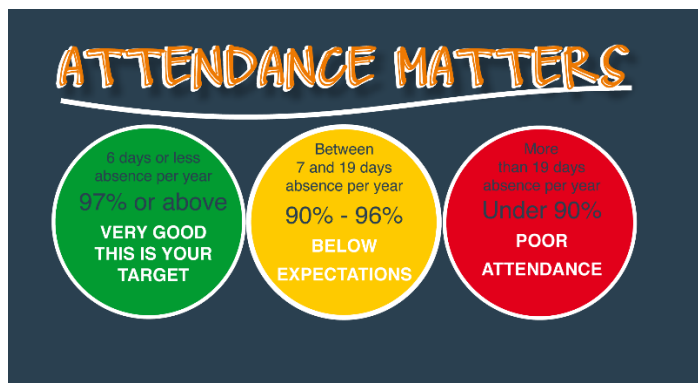 ATTENDANCE MATTERS
6 days or less
absence per year
97% or above
VERY GOOD
THIS IS YOUR
TARGET
Between
7 and 19 days
absence per year
90% - 96%
BELOW
EXPECTATIONS
More
than 19 days
absence per year
Under 90%
POOR
ATTENDANCE